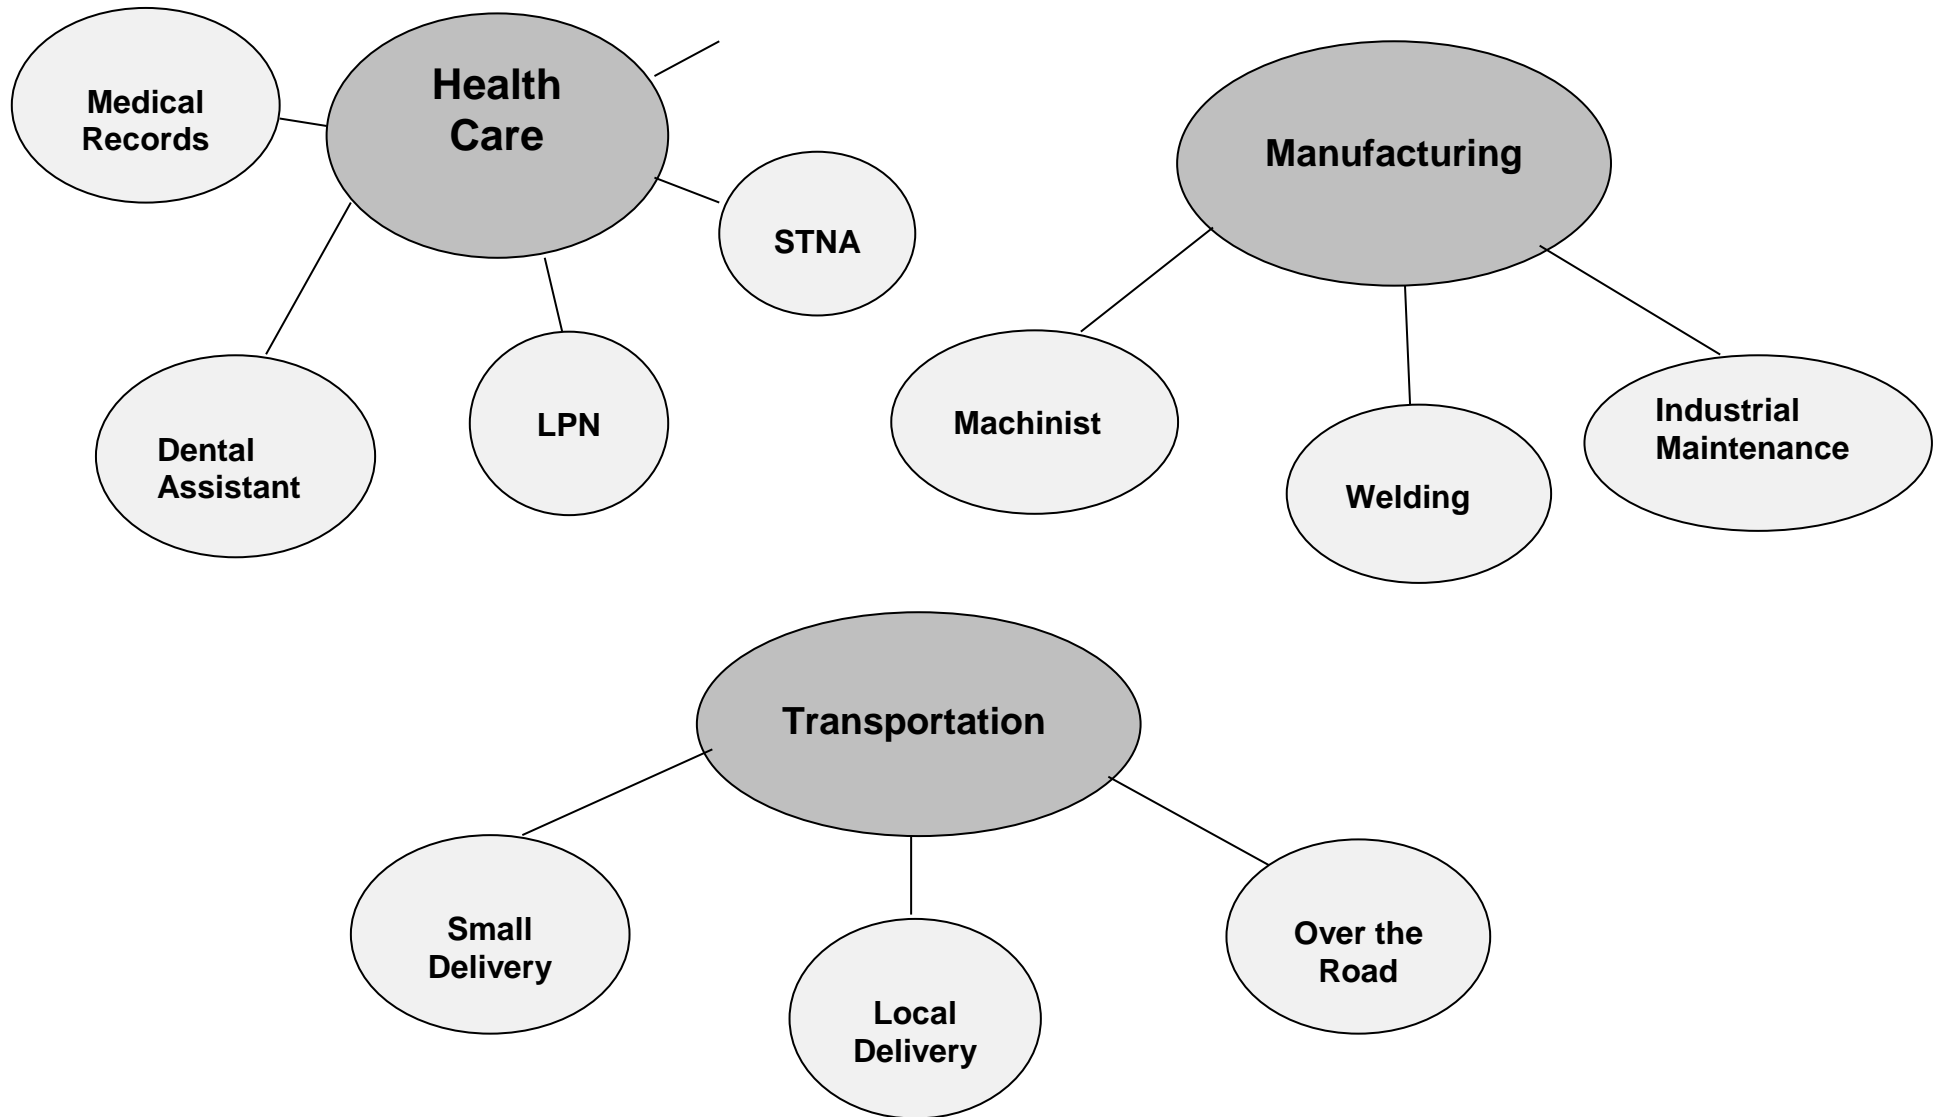 Health
Care
Medical
Records
STNA
Dental
Assistant
LPN
Manufacturing
Machinist
Welding
Industrial
Maintenance
Transportation
Small
Delivery
Local
Delivery
Over the
Road